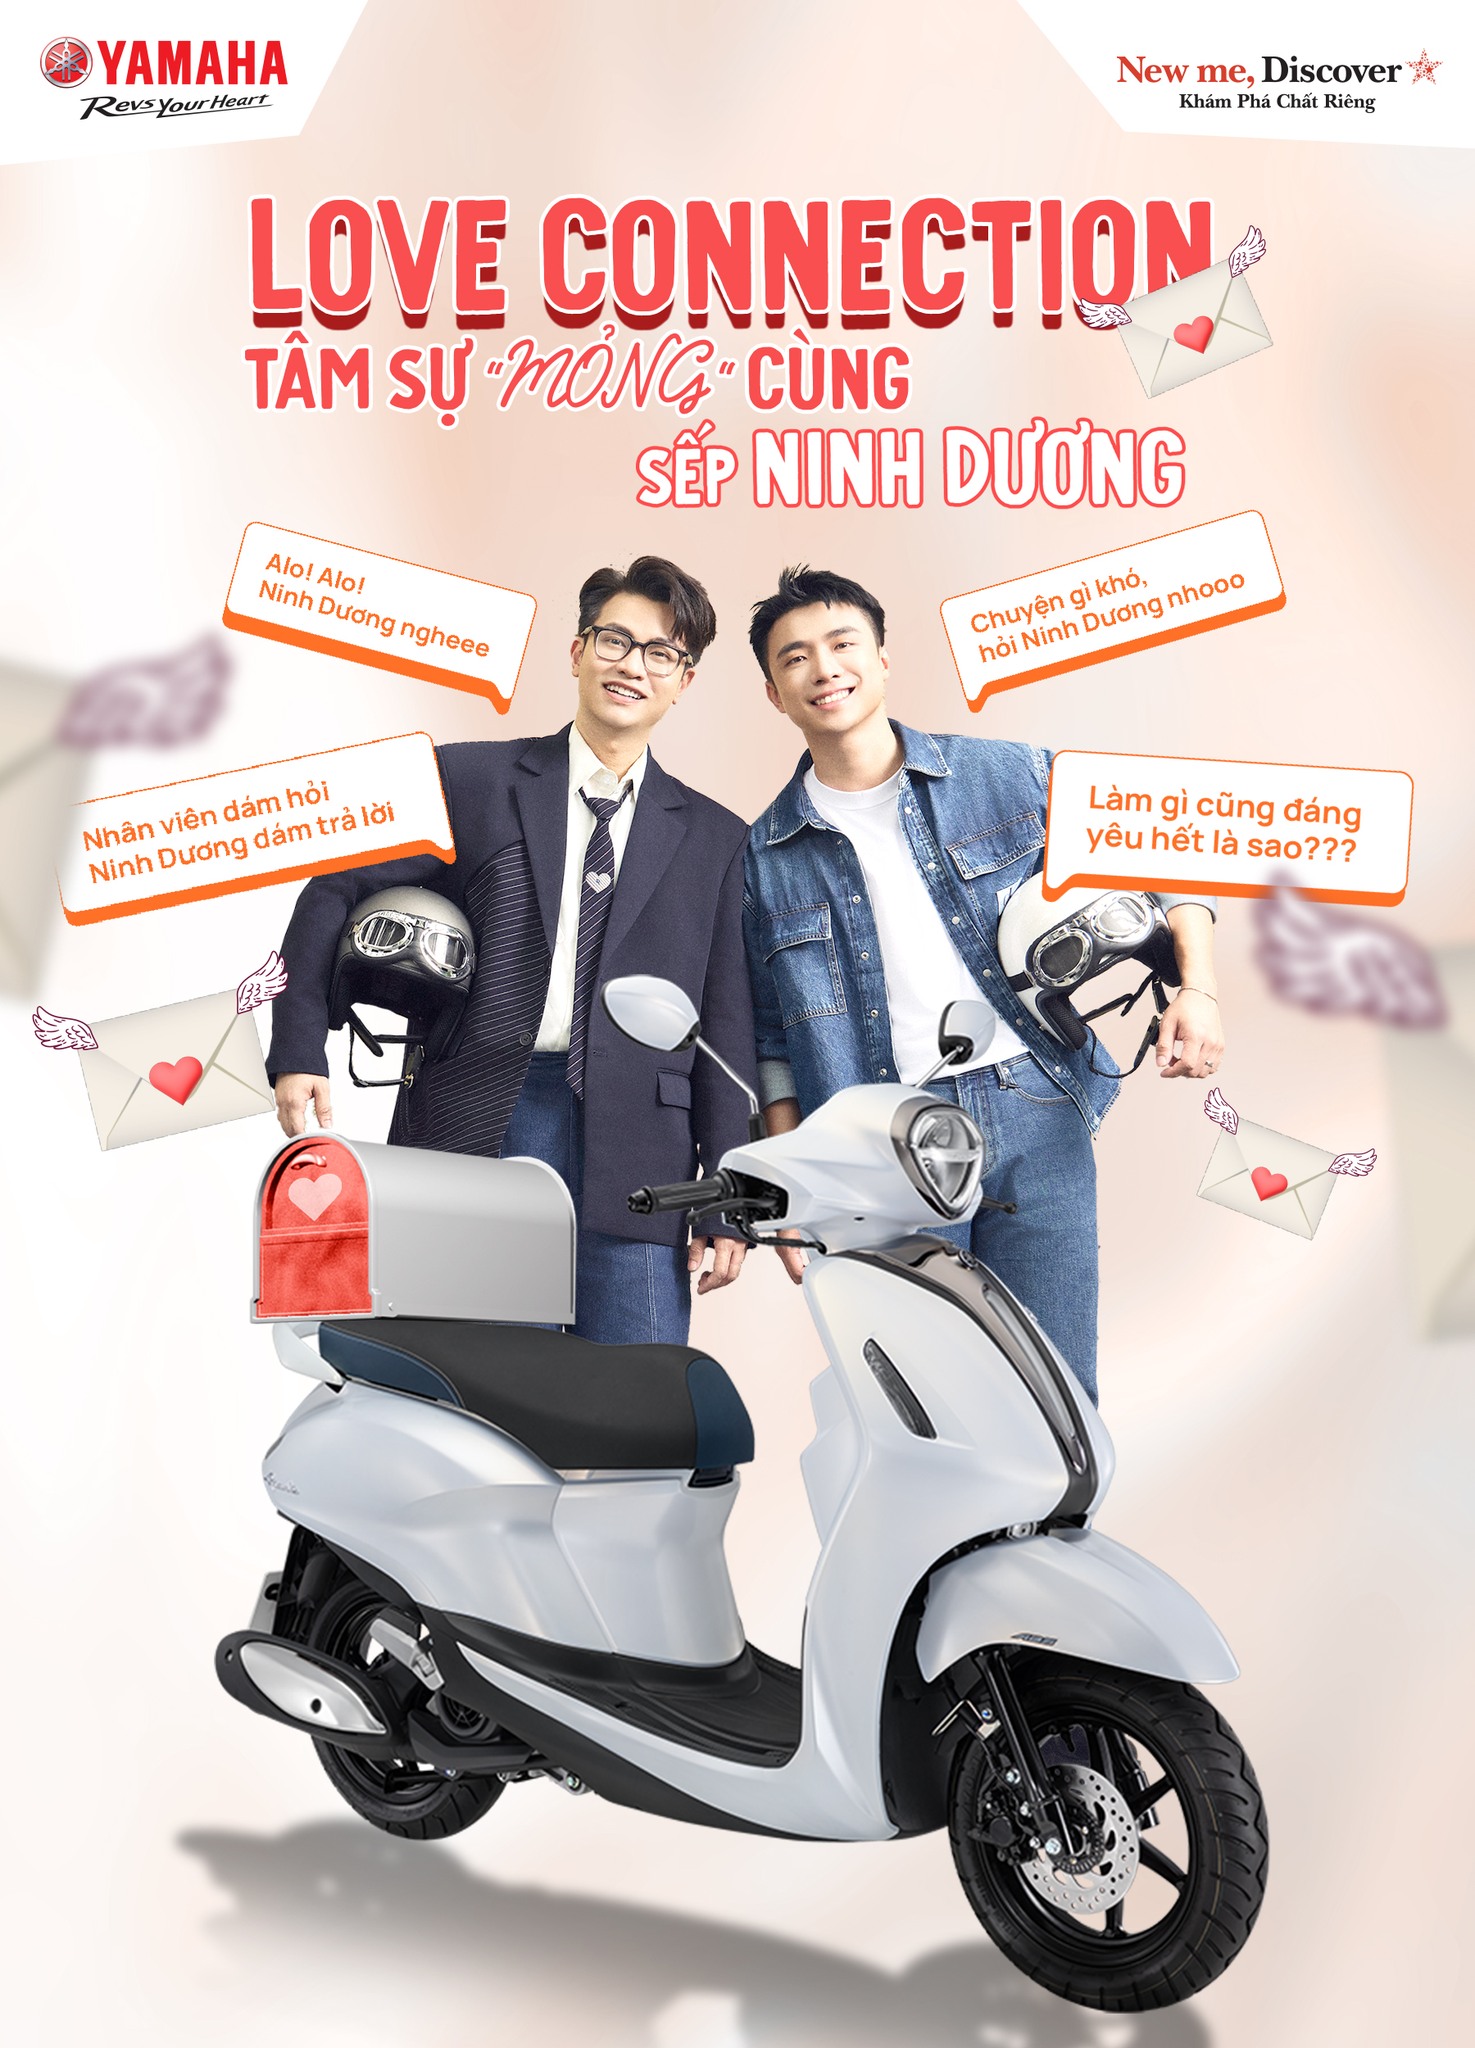 YAMAHA
Revs Your Heart
New me, Discover
Khám Phá Chất Riêng
LOVE CONNECTION
TÂM SỰ "MỎNG" CÙNG
SẾP NINH DƯƠNG
Alo! Alo!
Ninh Dương ngheee
Chuyện gì khó,
hỏi Ninh Dương nhooo
Nhân viên dám hỏi
Ninh Dương dám trả lời
Làm gì cũng đáng
yêu hết là sao???
Grande
ABS